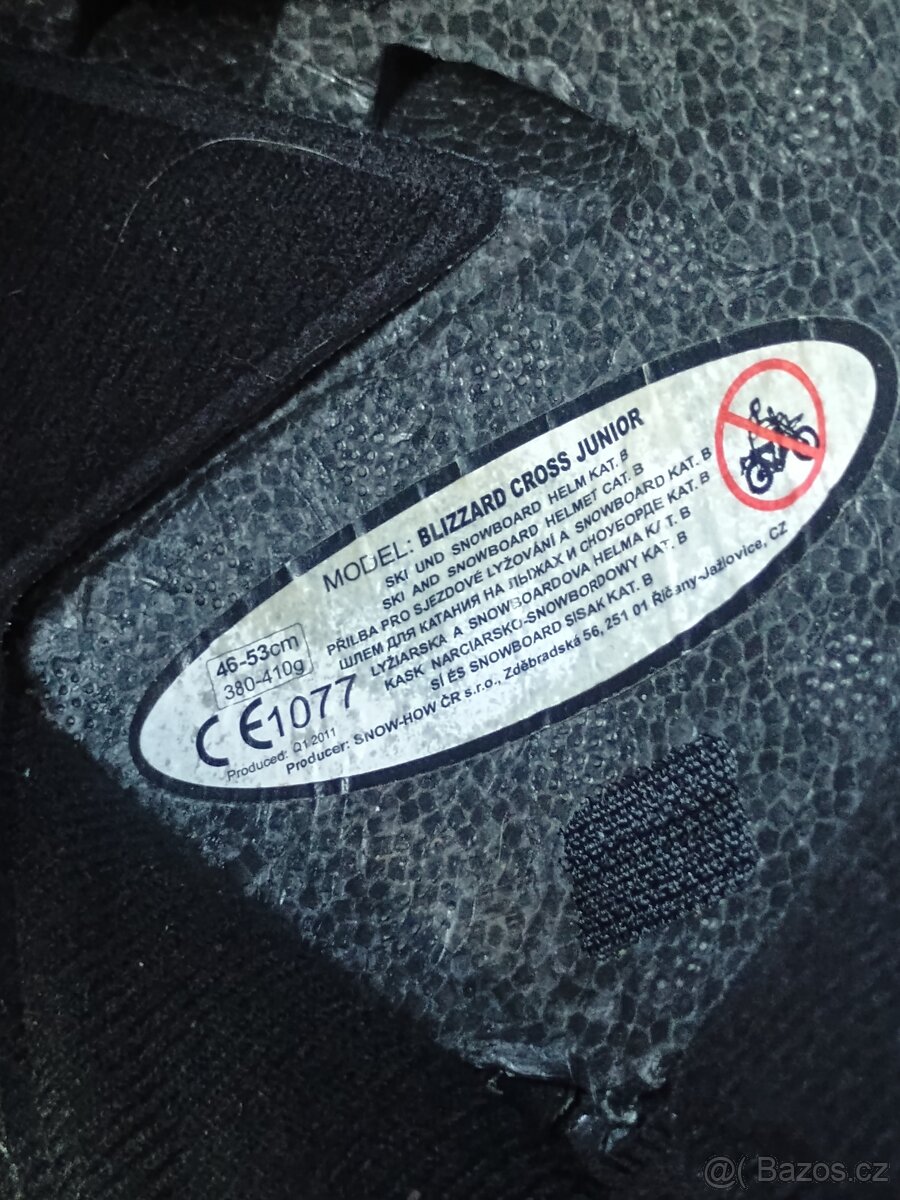 MODEL: BLIZZARD CROSS JUNIOR
SKI UND SNOWBOARD HELM KAT. B
SKI AND SNOWBOARD HELMET CAT. B
PŘILBA PRO SJEZDOVÉ LYŽOVÁNÍ A SNOWBOARD KAT. B
ШЛЕМ ДЛЯ КАТАНИЯ НА ЛЫЖАХ И СНОУБОРДЕ КАТ. В
LYŽIARSKA A SNOWBOARDOVA HELMA KAT. B
KASK NARCIARSKO-SNOWBORDOWY KAT. B
SÍ ÉS SNOWBOARD SISAK KAT. B
46-53cm
380-410g
CE1077
Produced: Q1.2011
Producer: SNOW-HOW ČR s.r.o., Zděbradská 56, 251 01 Říčany-Jažlovice, CZ
@( Bazos.cz